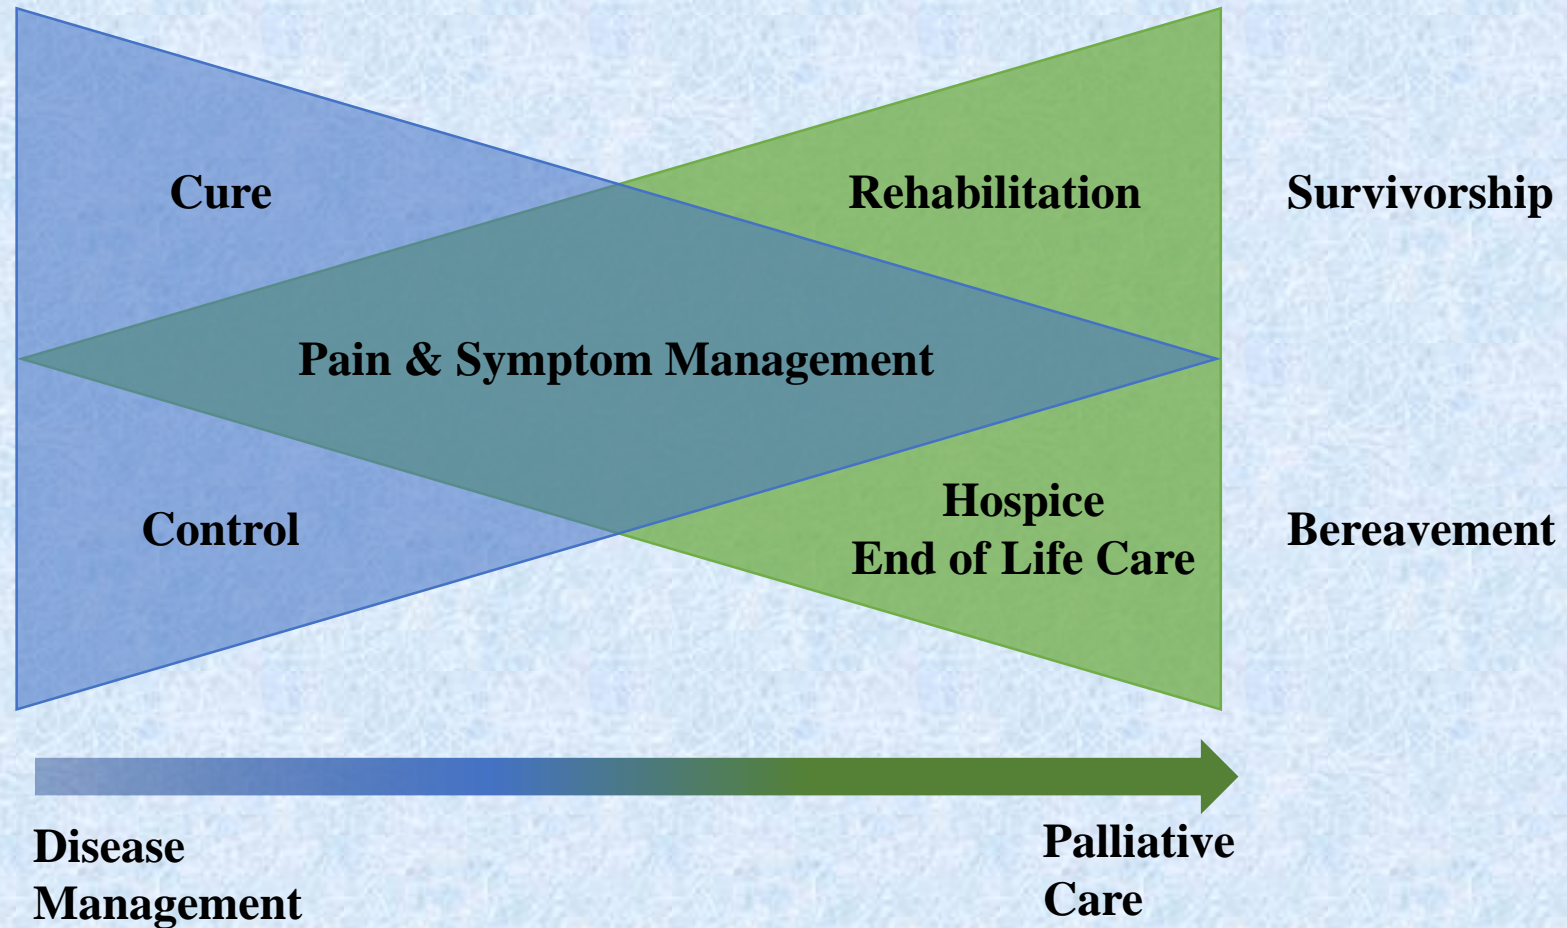 Cure
Rehabilitation
Survivorship
Pain & Symptom Management
Control
Hospice
End of Life Care
Bereavement
Disease
Management
Palliative
Care